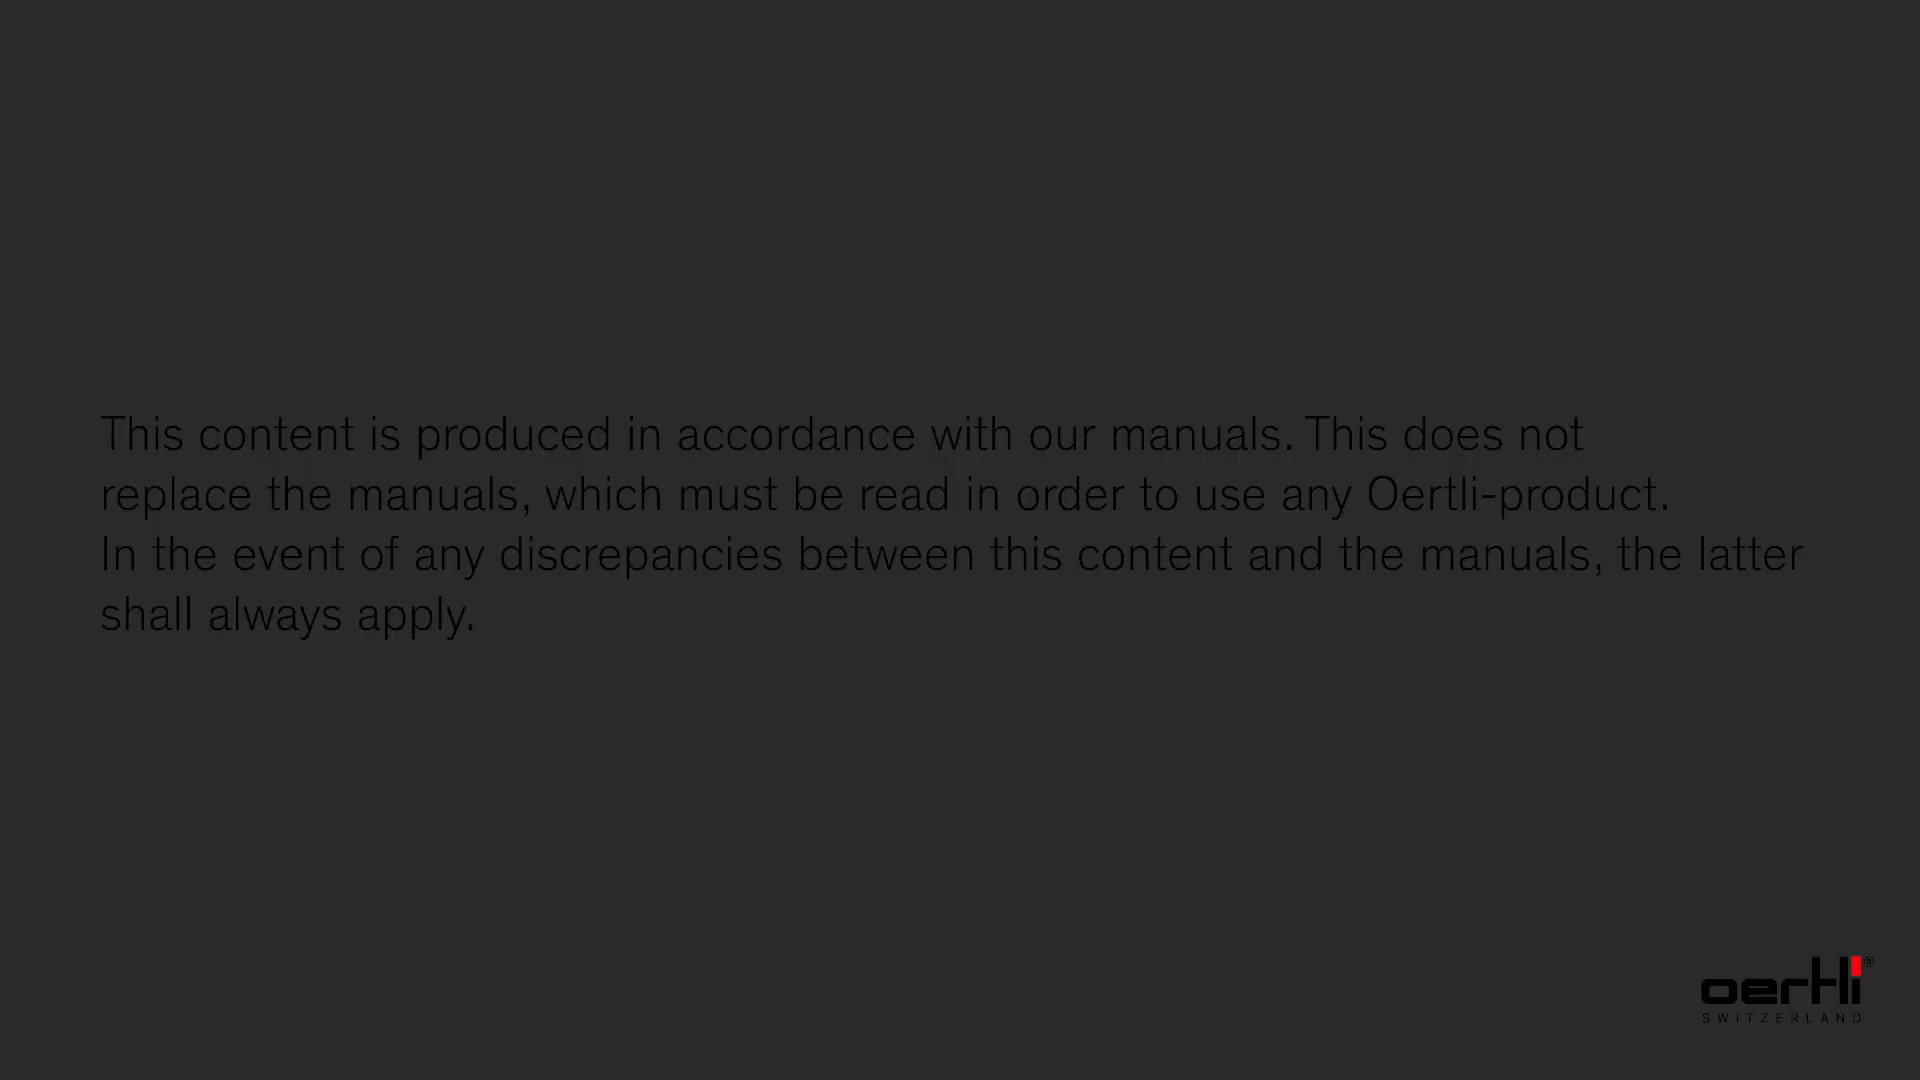 This content is produced in accordance with our manuals. This does not
replace the manuals, which must be read in order to use any Oertli-product.
In the event of any discrepancies between this content and the manuals, the latter
shall always apply.
oertli®
SWITZERLAND